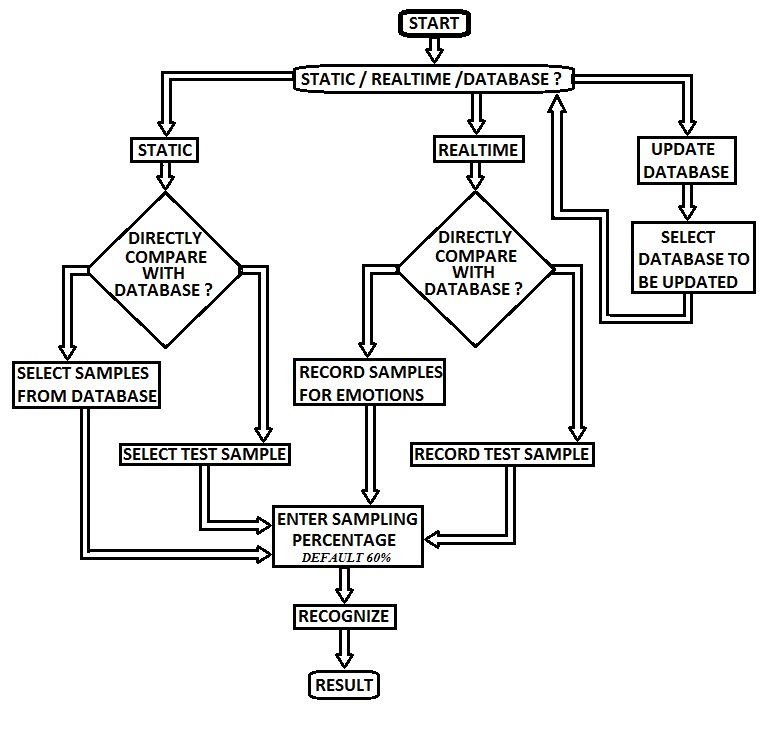 START
STATIC / REALTIME /DATABASE ?
STATIC
REALTIME
UPDATE
DATABASE
DIRECTLY
COMPARE
WITH
DATABASE ?
DIRECTLY
COMPARE
WITH
DATABASE ?
SELECT
DATABASE TO
BE UPDATED
SELECT SAMPLES
FROM DATABASE
RECORD SAMPLES
FOR EMOTIONS
SELECT TEST SAMPLE
RECORD TEST SAMPLE
ENTER SAMPLING
PERCENTAGE
DEFAULT 60%
RECOGNIZE
RESULT